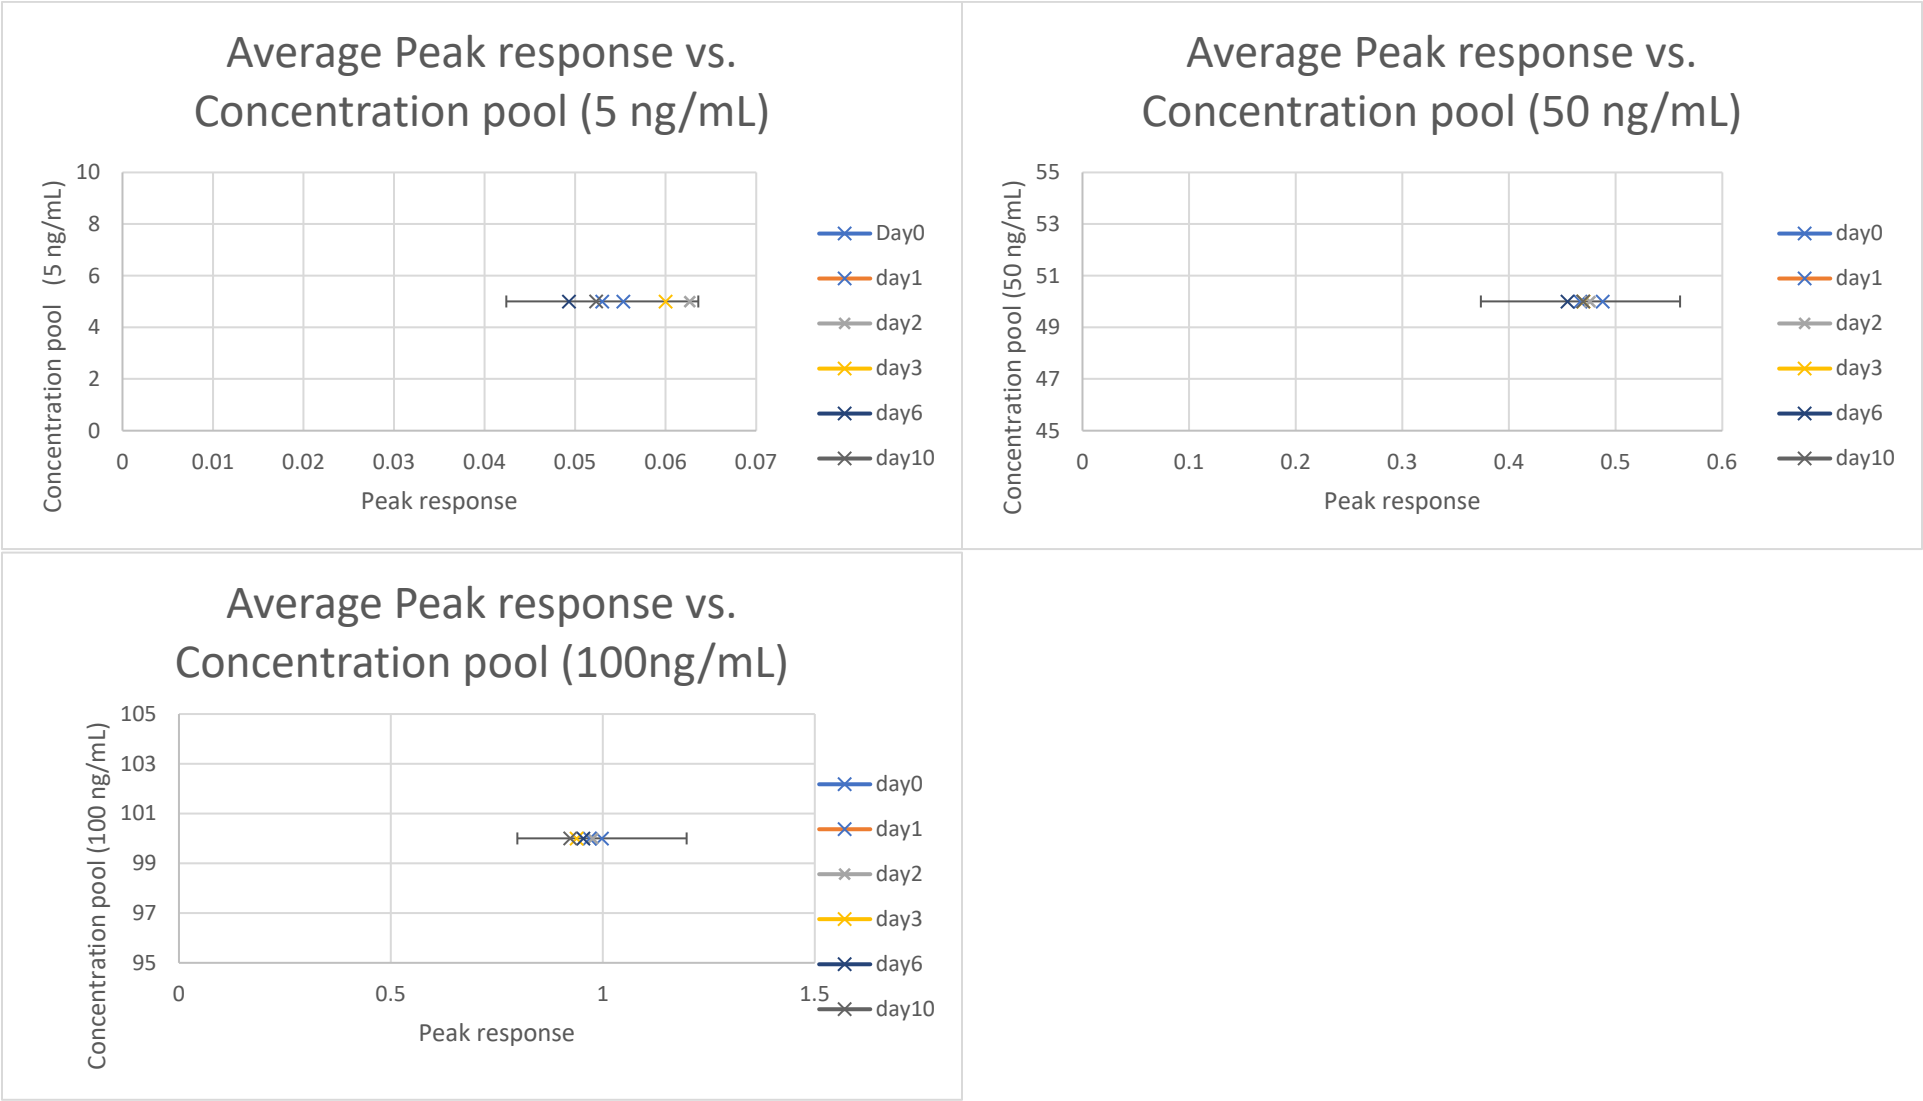 Average Peak response vs.
Concentration pool (5 ng/mL)
Concentration pool (5 ng/mL)
10
8
6
4
2
0
0 0.01 0.02 0.03 0.04 0.05 0.06 0.07
Peak response
Day0
day1
day2
day3
day6
day10
Average Peak response vs.
Concentration pool (50 ng/mL)
Concentration pool (50 ng/mL)
55
53
51
49
47
45
0 0.1 0.2 0.3 0.4 0.5 0.6
Peak response
day0
day1
day2
day3
day6
day10
Average Peak response vs.
Concentration pool (100ng/mL)
Concentration pool (100 ng/mL)
105
103
101
99
97
95
0 0.5 1 1.5
Peak response
day0
day1
day2
day3
day6
day10